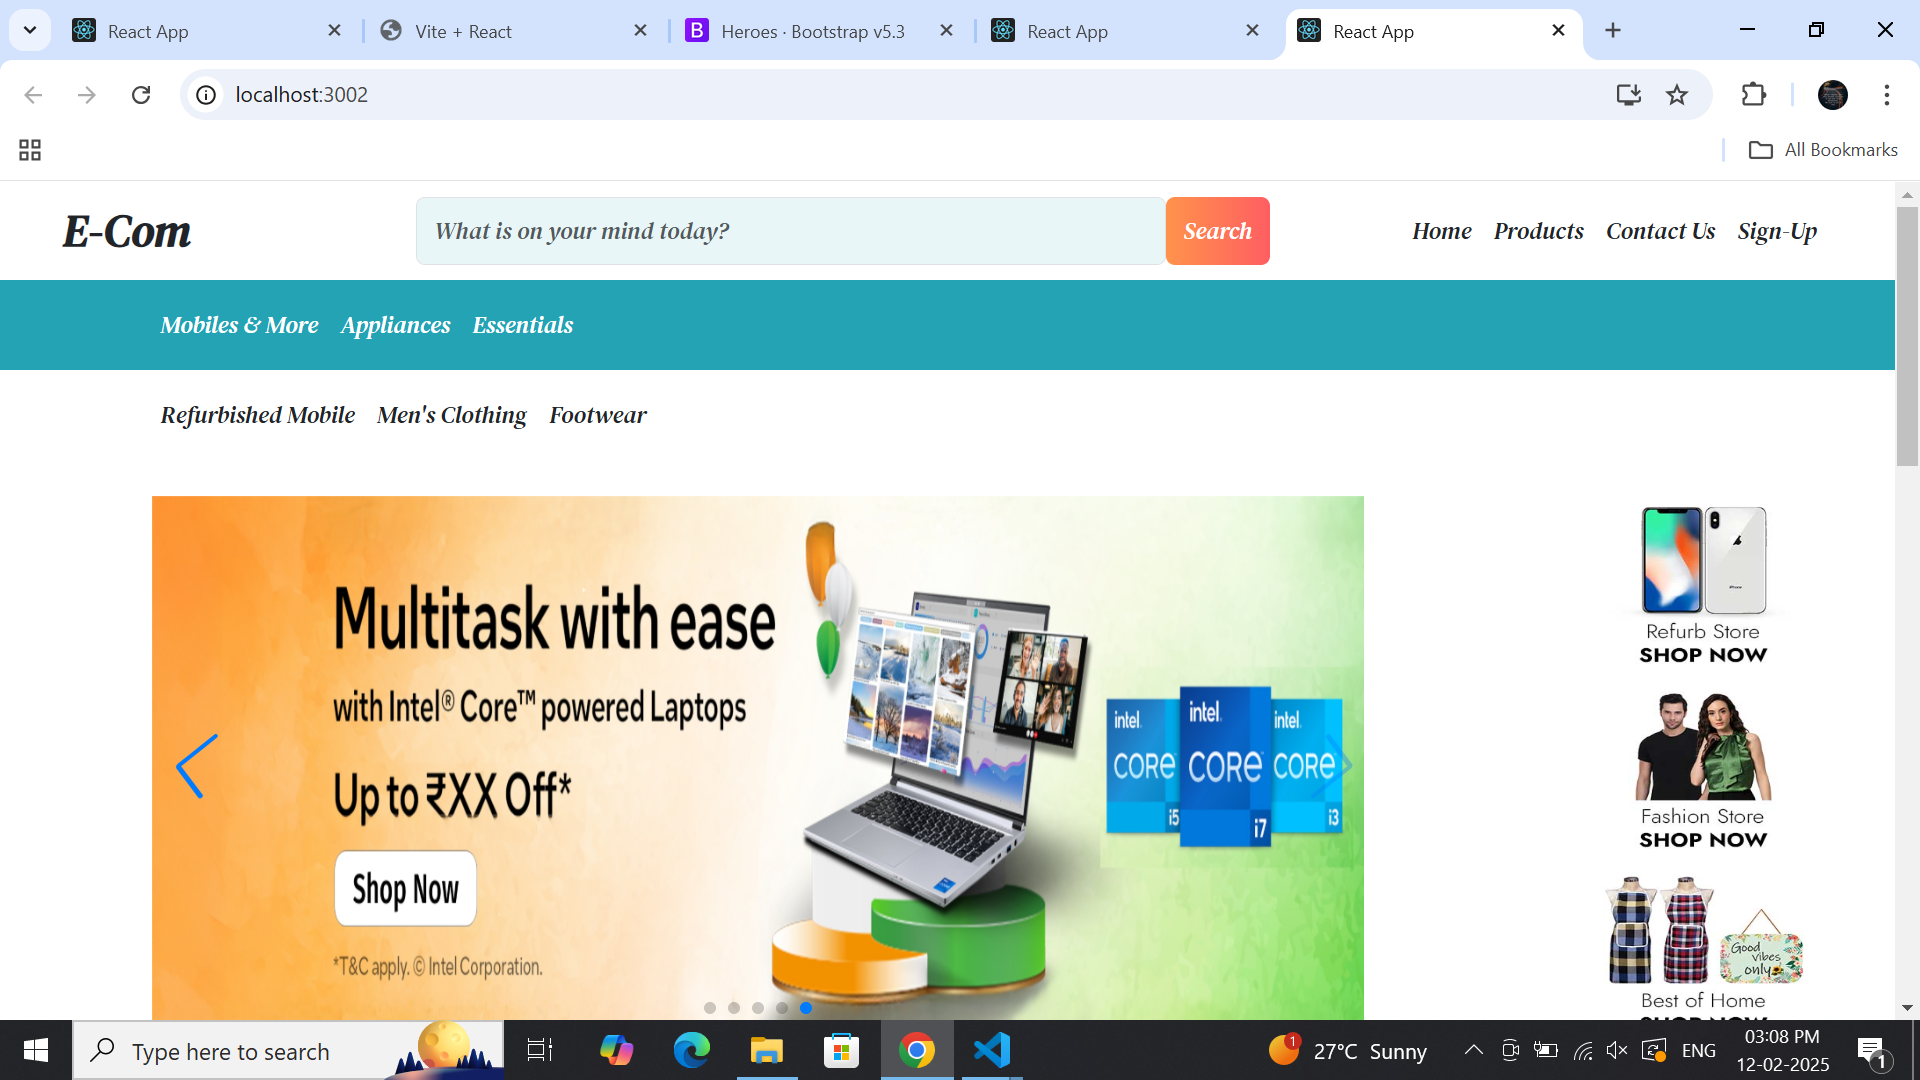 React App
Vite + React
Heroes · Bootstrap v5.3
React App
React App
localhost:3002
All Bookmarks
E-Com
What is on your mind today?
Search
Home
Products
Contact Us
Sign-Up
Mobiles & More
Appliances
Essentials
Refurbished Mobile
Men's Clothing
Footwear
Multitask with ease
with Intel® Core™ powered Laptops
Up to ₹XX Off*
Shop Now
*T&C apply. © Intel Corporation.
intel.
CORE
i5
intel.
CORE™
i7
intel.
CORE
i3
Refurb Store
SHOP NOW
Fashion Store
SHOP NOW
Good
vibes
only
Best of Home
SHOP NOW
Type here to search
1
27°C Sunny
ENG
03:08 PM
12-02-2025
1